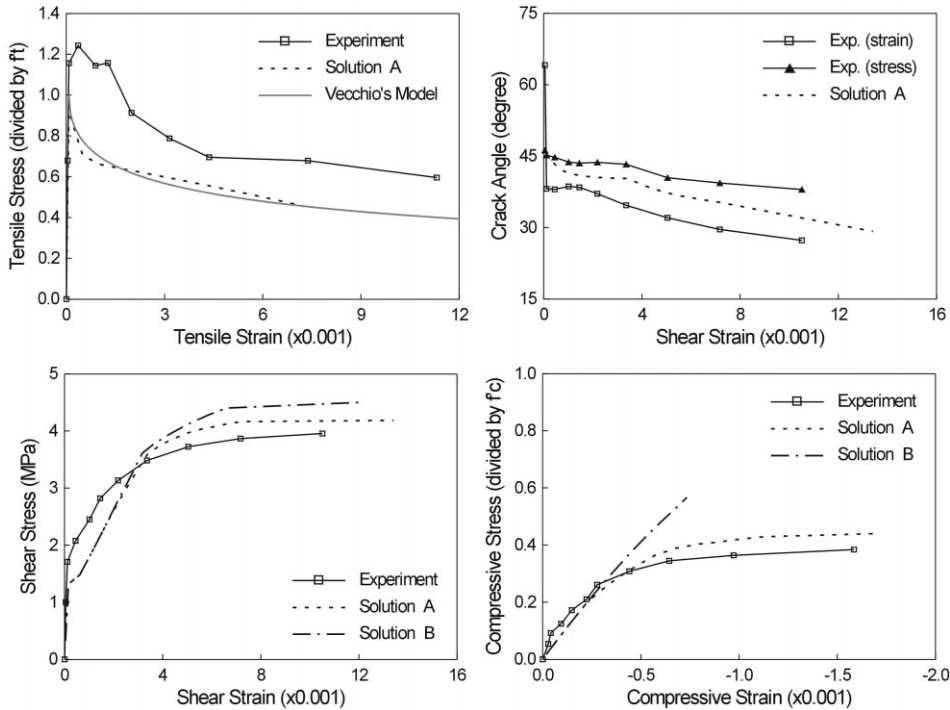 1.4
1.2
1.0
0.8
0.6
0.4
0.2
0.0
Tensile Stress (divided by f't)
Experiment
Solution A
Vecchio's Model
0 3 6 9 12
Tensile Strain (x0.001)
75
60
45
30
15
Crack Angle (degree)
Exp. (strain)
Exp. (stress)
Solution A
0 4 8 12 16
Shear Strain (x0.001)
5
4
3
2
1
0
Shear Stress (MPa)
Experiment
Solution A
Solution B
0 4 8 12 16
Shear Strain (x0.001)
1.0
0.8
0.6
0.4
0.2
0.0
Compressive Stress (divided by f'c)
Experiment
Solution A
Solution B
0.0 -0.5 -1.0 -1.5 -2.0
Compressive Strain (x0.001)